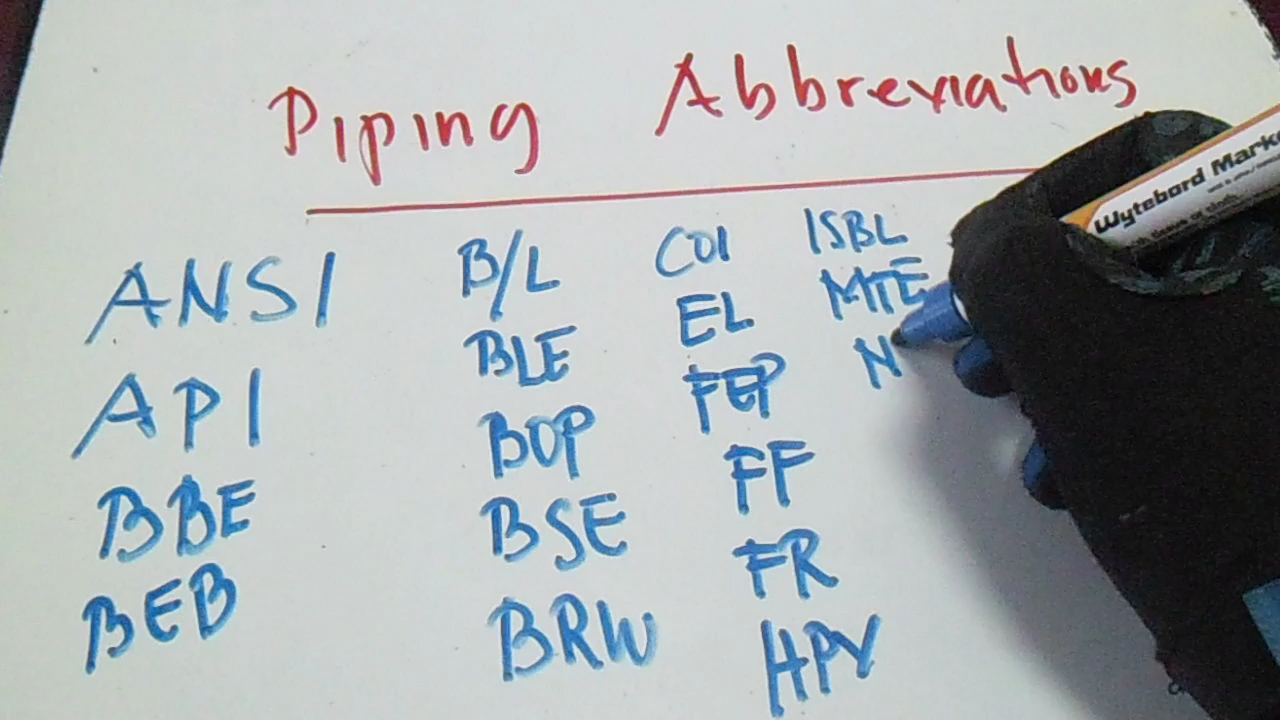 Piping Abbreviations
ANSI
API
BBE
BEB
B/L
BLE
BOP
BSE
BRW
COI
EL
FEP
FF
FR
HPV
ISBL
MTE
N
Wytebord Marke